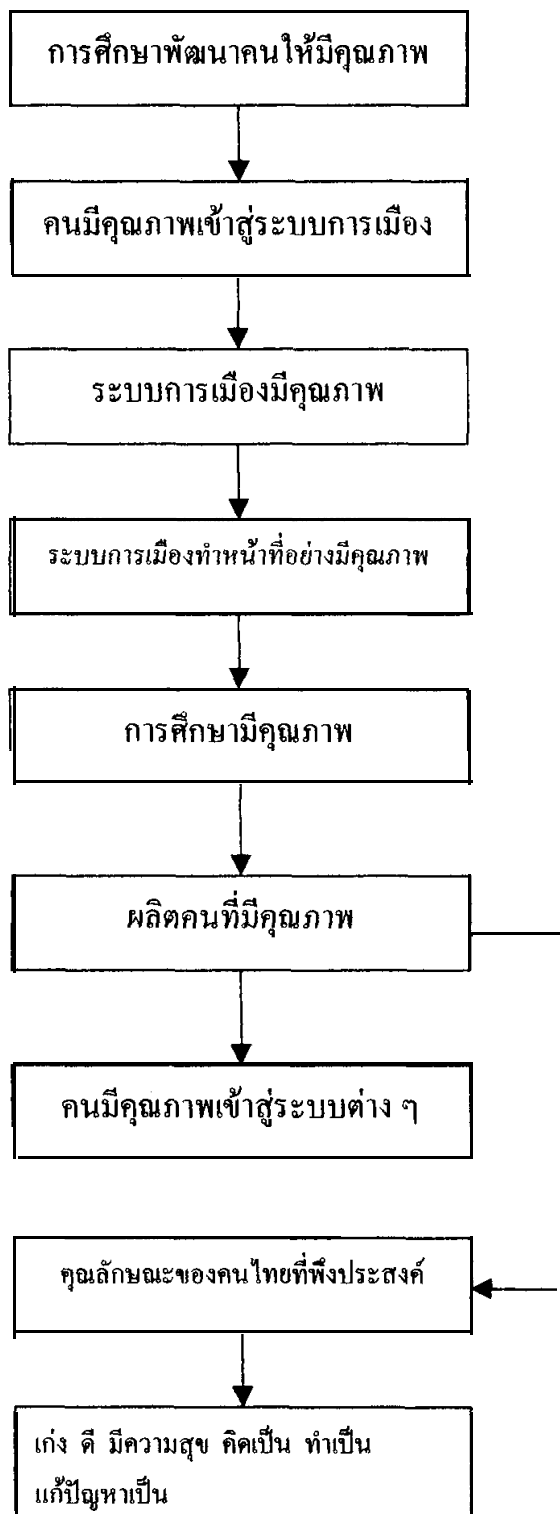 การศึกษาพัฒนาคนให้มีคุณภาพ
คนมีคุณภาพเข้าสู่ระบบการเมือง
ระบบการเมืองมีคุณภาพ
ระบบการเมืองทำหน้าที่อย่างมีคุณภาพ
การศึกษามีคุณภาพ
ผลิตคนที่มีคุณภาพ
คนมีคุณภาพเข้าสู่ระบบต่าง ๆ
คุณลักษณะของคนไทยที่พึงประสงค์
เก่ง ดี มีความสุข คิดเป็น ทำเป็น
แก้ปัญหาเป็น